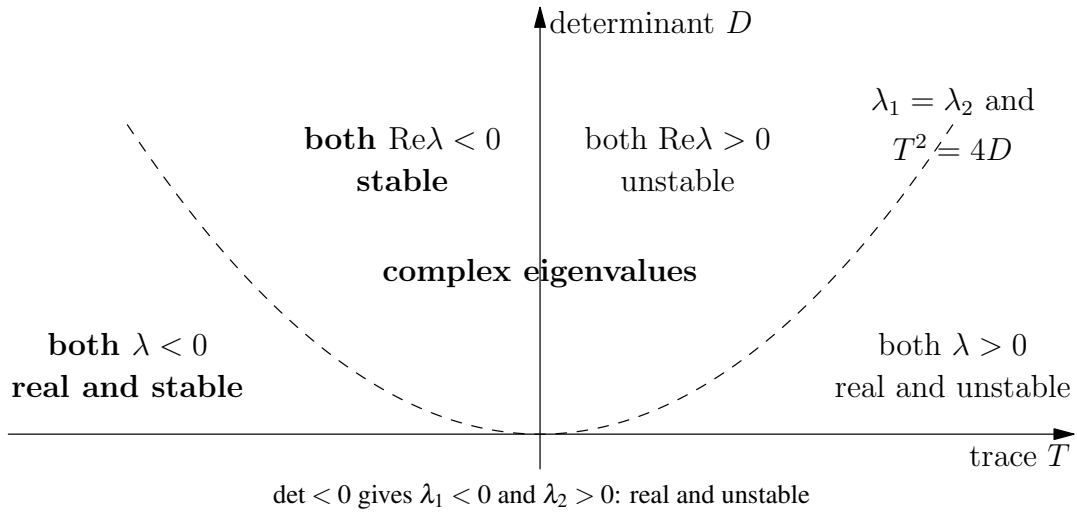 determinant D
λ₁ = λ₂ and
T² = 4D
both Reλ < 0
stable
both Reλ > 0
unstable
complex eigenvalues
both λ < 0
real and stable
both λ > 0
real and unstable
trace T
det < 0 gives λ₁ < 0 and λ₂ > 0: real and unstable